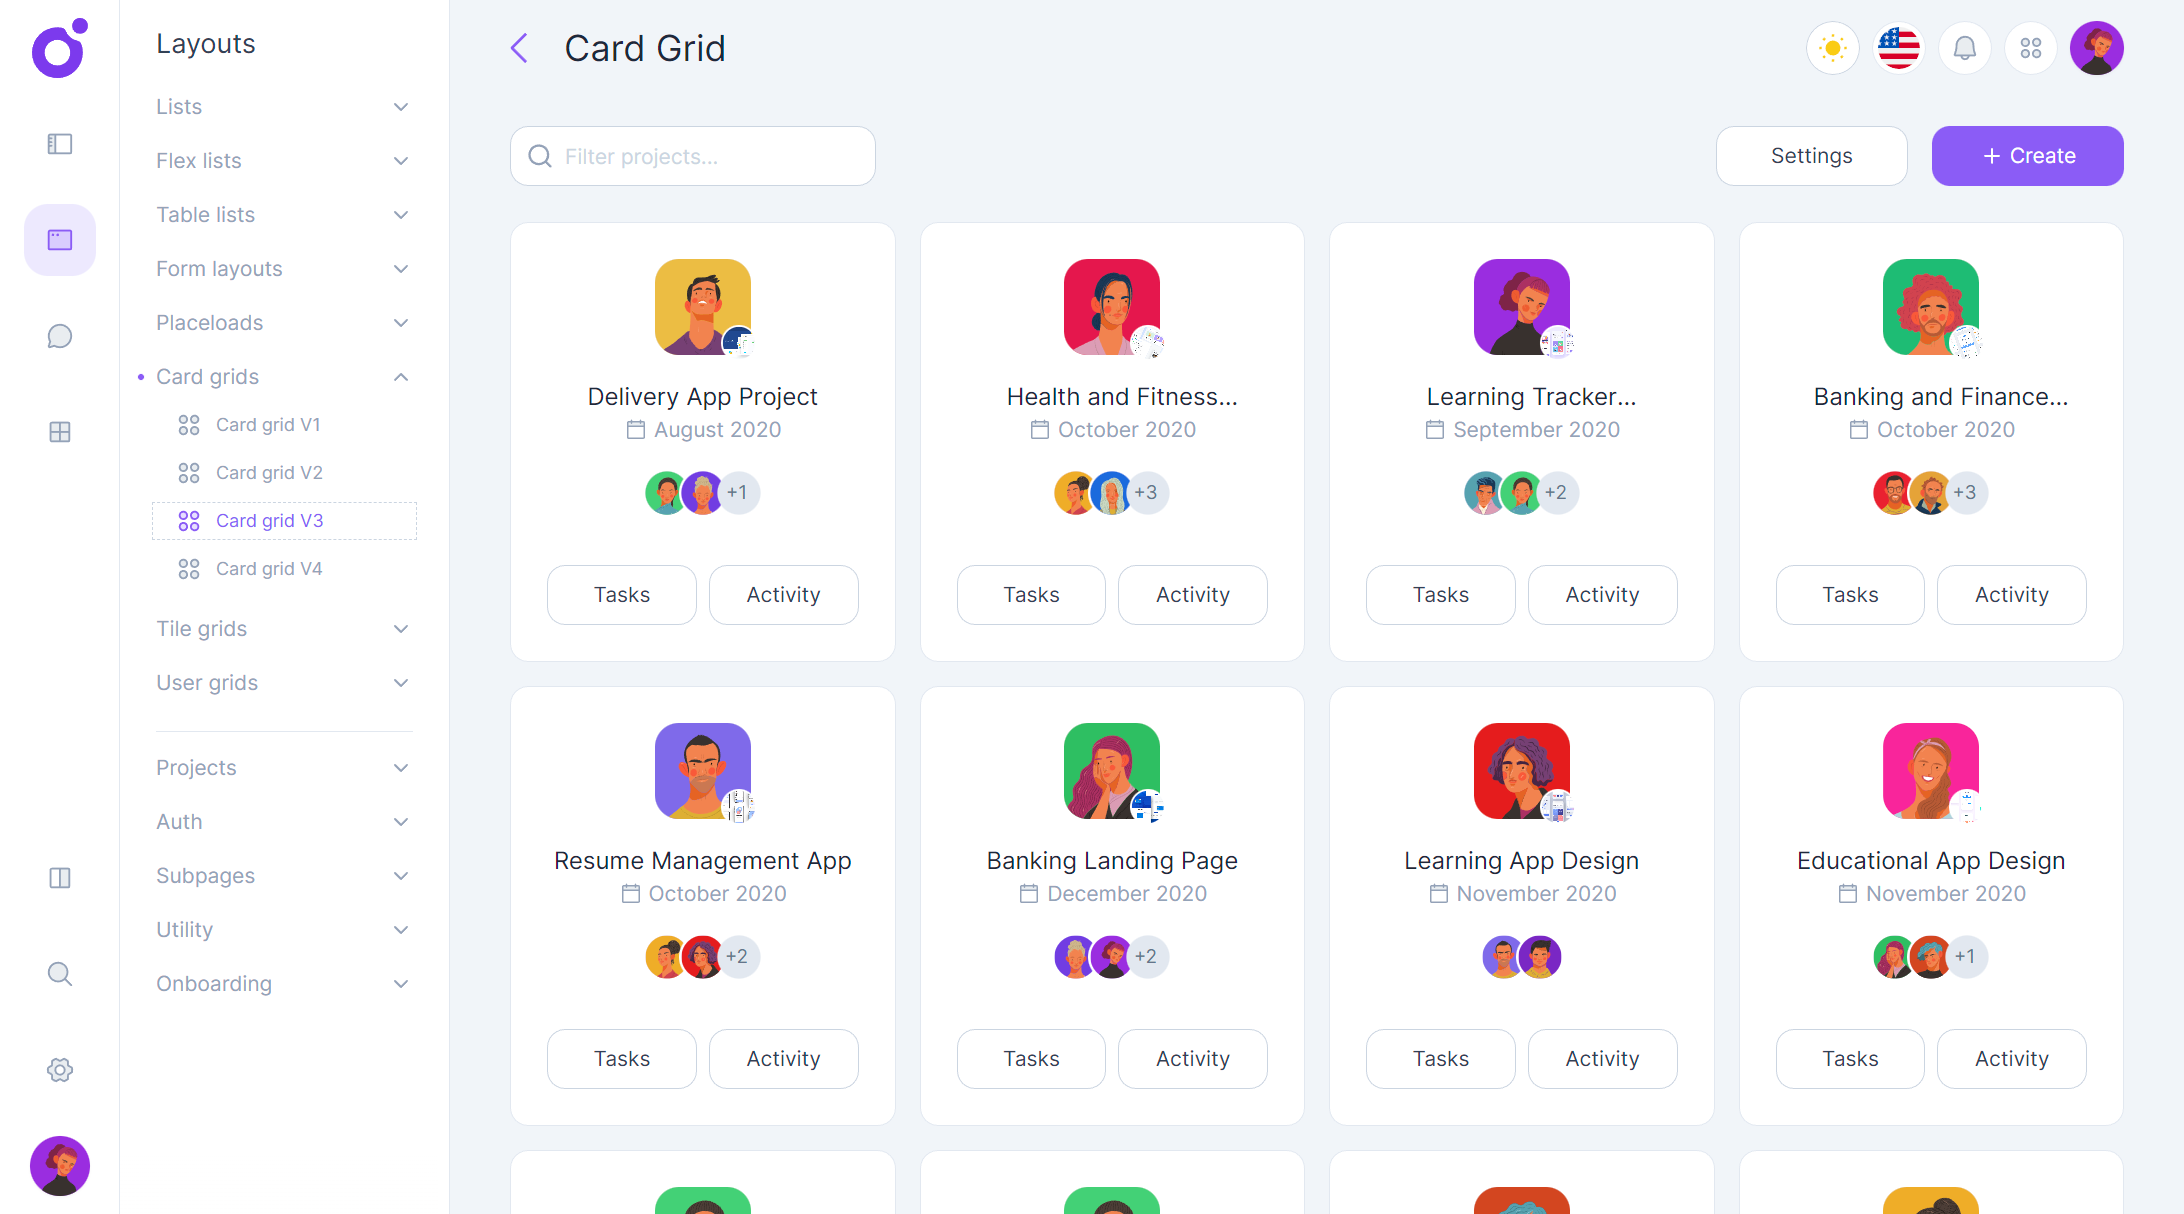 Layouts
Lists
Flex lists
Table lists
Form layouts
Placeloads
Card grids
Card grid V1
Card grid V2
Card grid V3
Card grid V4
Tile grids
User grids
Projects
Auth
Subpages
Utility
Onboarding
Card Grid
Filter projects...
Settings
+ Create
Delivery App Project
August 2020
+1
Tasks
Activity
Health and Fitness...
October 2020
+3
Tasks
Activity
Learning Tracker...
September 2020
+2
Tasks
Activity
Banking and Finance...
October 2020
+3
Tasks
Activity
Resume Management App
October 2020
+2
Tasks
Activity
Banking Landing Page
December 2020
+2
Tasks
Activity
Learning App Design
November 2020
Tasks
Activity
Educational App Design
November 2020
+1
Tasks
Activity